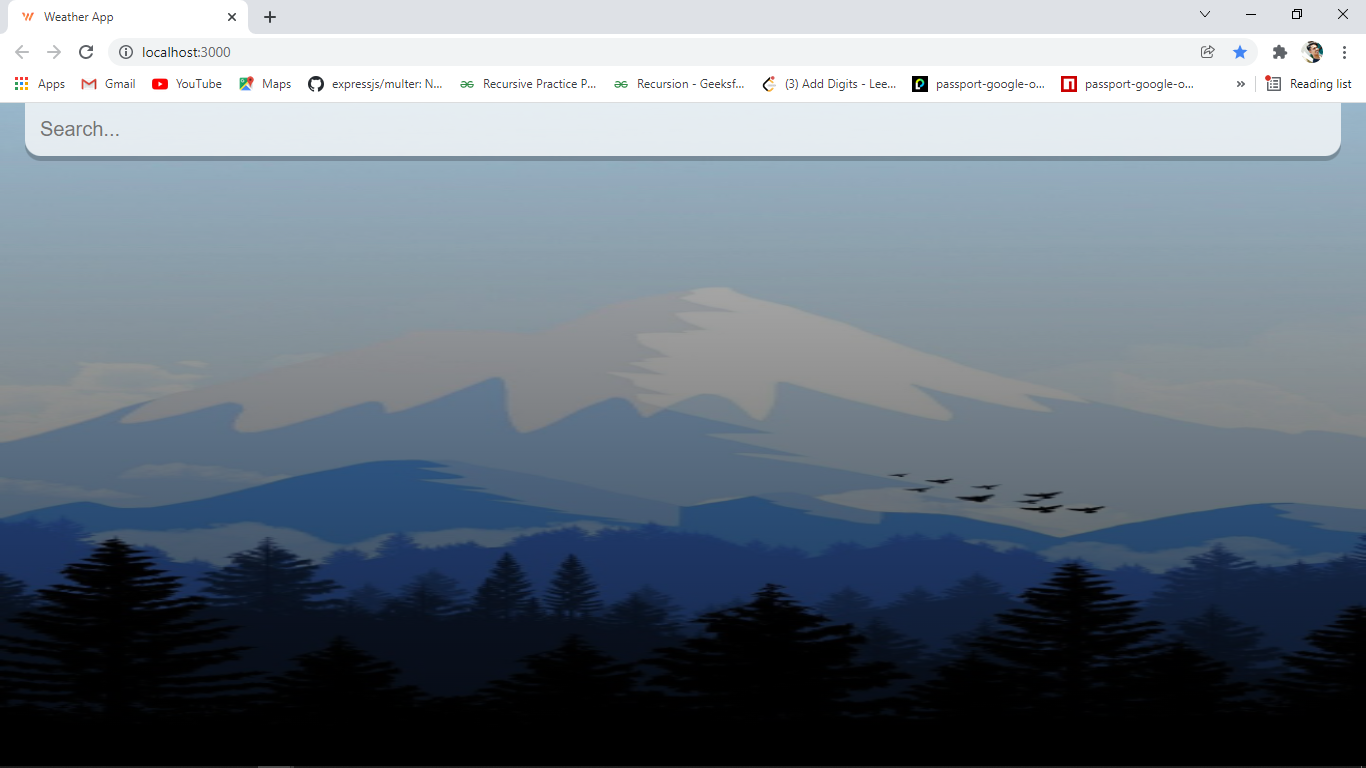 Weather App
localhost:3000
Apps Gmail YouTube Maps expressjs/multer: N... Recursive Practice P... Recursion - Geeksf... (3) Add Digits - Lee... passport-google-o... passport-google-o... » Reading list
Search...